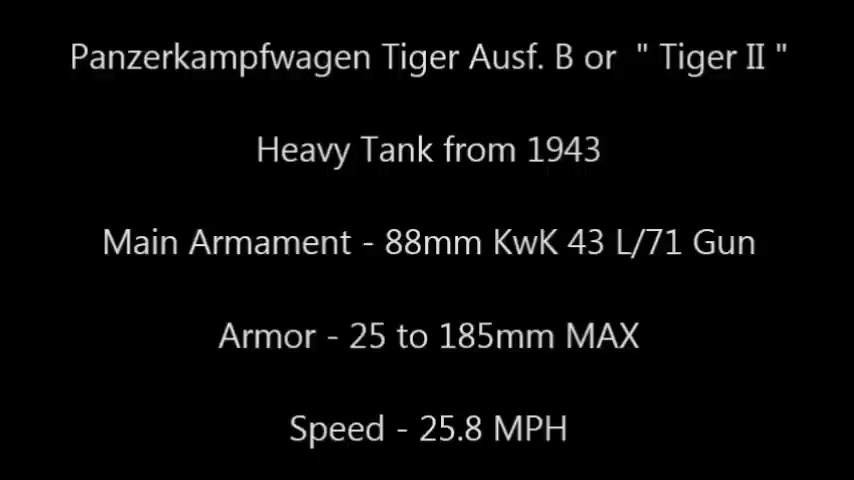 Panzerkampfwagen Tiger Ausf. B or " Tiger II "
Heavy Tank from 1943
Main Armament - 88mm KwK 43 L/71 Gun
Armor - 25 to 185mm MAX
Speed - 25.8 MPH